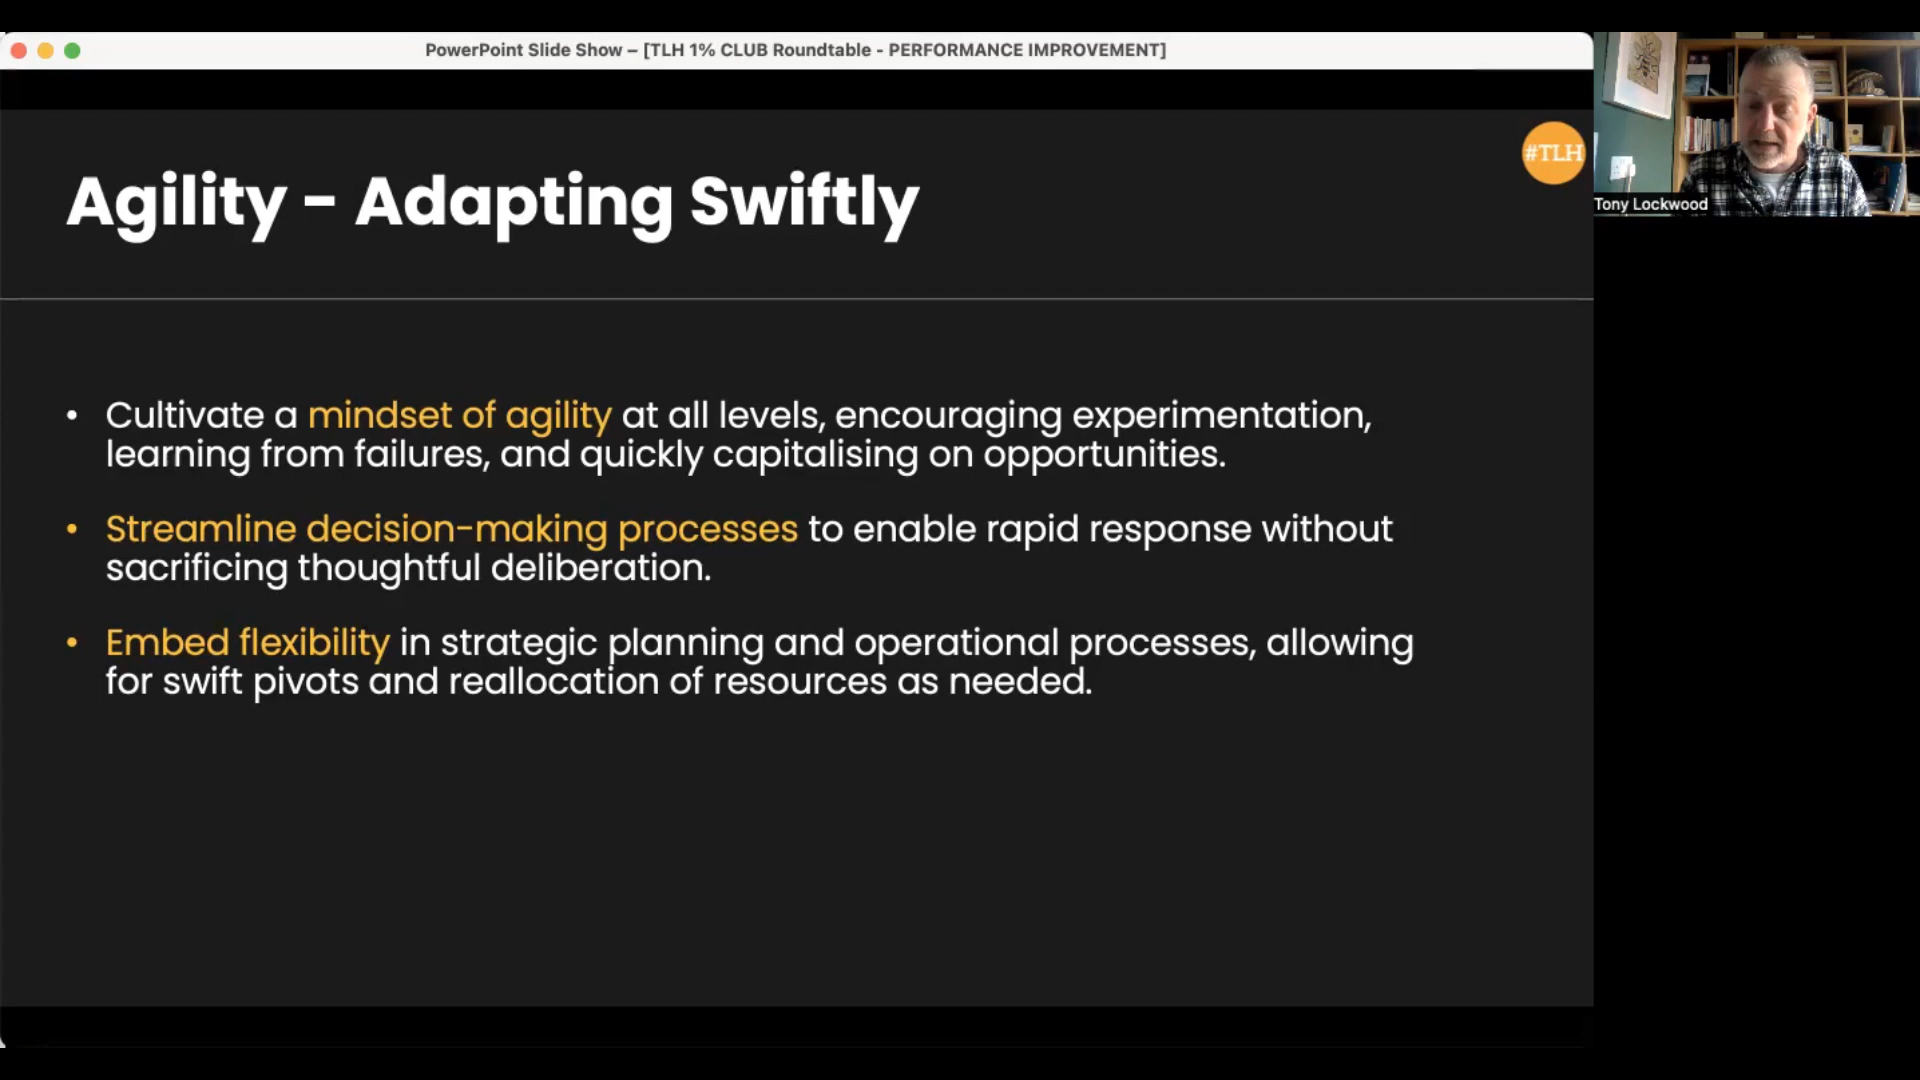 PowerPoint Slide Show – [TLH 1% CLUB Roundtable - PERFORMANCE IMPROVEMENT]
#TLH
Tony Lockwood
Agility - Adapting Swiftly
• Cultivate a mindset of agility at all levels, encouraging experimentation,
learning from failures, and quickly capitalising on opportunities.
• Streamline decision-making processes to enable rapid response without
sacrificing thoughtful deliberation.
• Embed flexibility in strategic planning and operational processes, allowing
for swift pivots and reallocation of resources as needed.